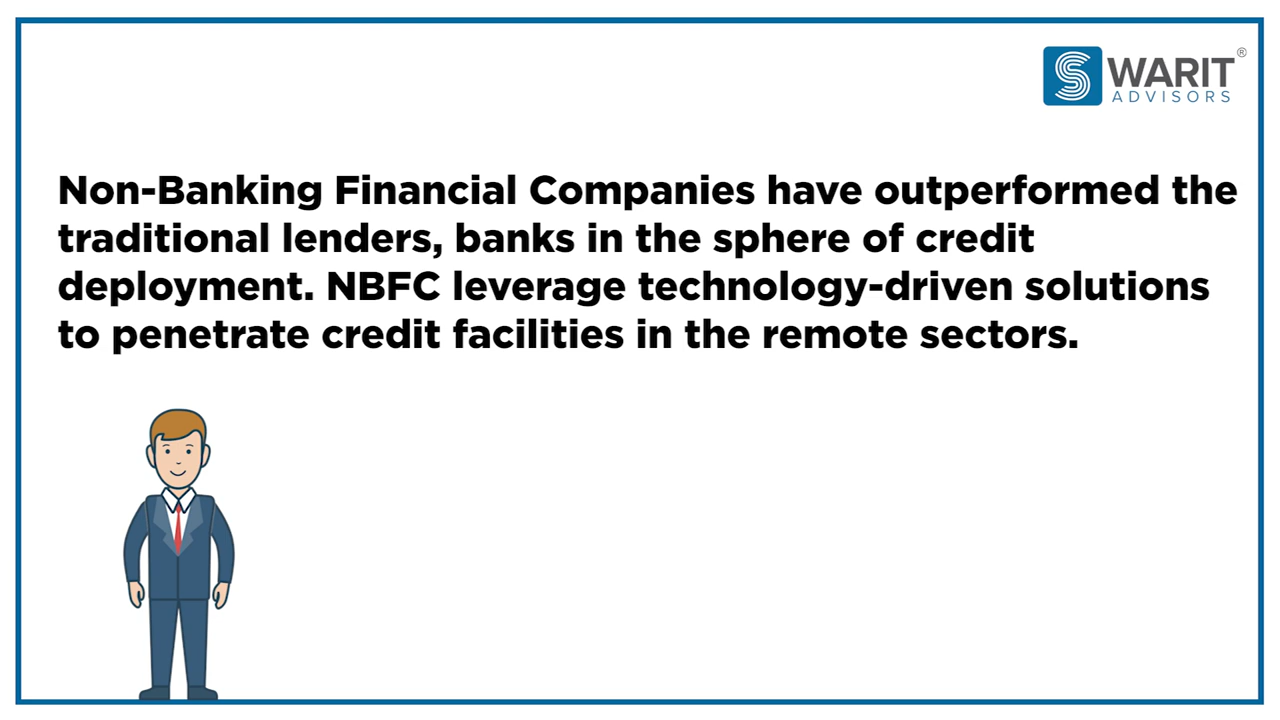 SWARIT®
ADVISORS
Non-Banking Financial Companies have outperformed the
traditional lenders, banks in the sphere of credit
deployment. NBFC leverage technology-driven solutions
to penetrate credit facilities in the remote sectors.